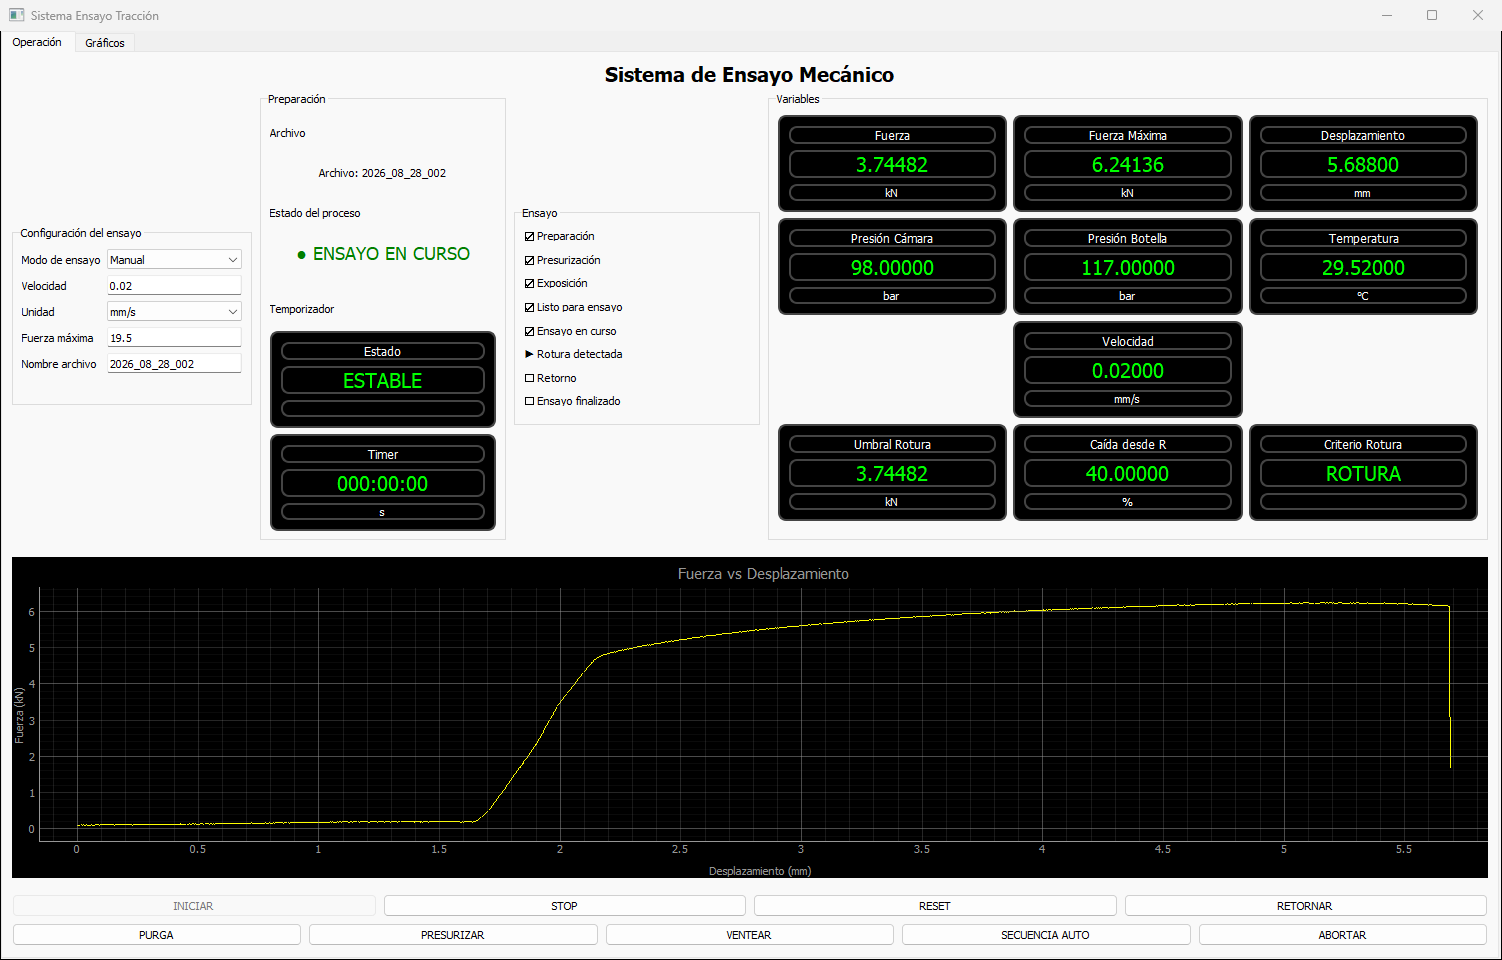 Sistema Ensayo Tracción
Operación
Gráficos
Sistema de Ensayo Mecánico
Configuración del ensayo
Modo de ensayo Manual
Velocidad 0.02
Unidad mm/s
Fuerza máxima 19.5
Nombre archivo 2026_08_28_002
Preparación
Archivo
Archivo: 2026_08_28_002
Estado del proceso
● ENSAYO EN CURSO
Temporizador
Estado
ESTABLE
Timer
000:00:00
s
Ensayo
☑ Preparación
☑ Presurización
☑ Exposición
☑ Listo para ensayo
☑ Ensayo en curso
▶ Rotura detectada
☐ Retorno
☐ Ensayo finalizado
Variables
Fuerza
3.74482
kN
Fuerza Máxima
6.24136
kN
Desplazamiento
5.68800
mm
Presión Cámara
98.00000
bar
Presión Botella
117.00000
bar
Temperatura
29.52000
°C
Velocidad
0.02000
mm/s
Umbral Rotura
3.74482
kN
Caída desde R
40.00000
%
Criterio Rotura
ROTURA
Fuerza vs Desplazamiento
Fuerza (kN)
6
5
4
3
2
1
0
0 0.5 1 1.5 2 2.5 3 3.5 4 4.5 5 5.5
Desplazamiento (mm)
INICIAR STOP RESET RETORNAR
PURGA PRESURIZAR VENTEAR SECUENCIA AUTO ABORTAR